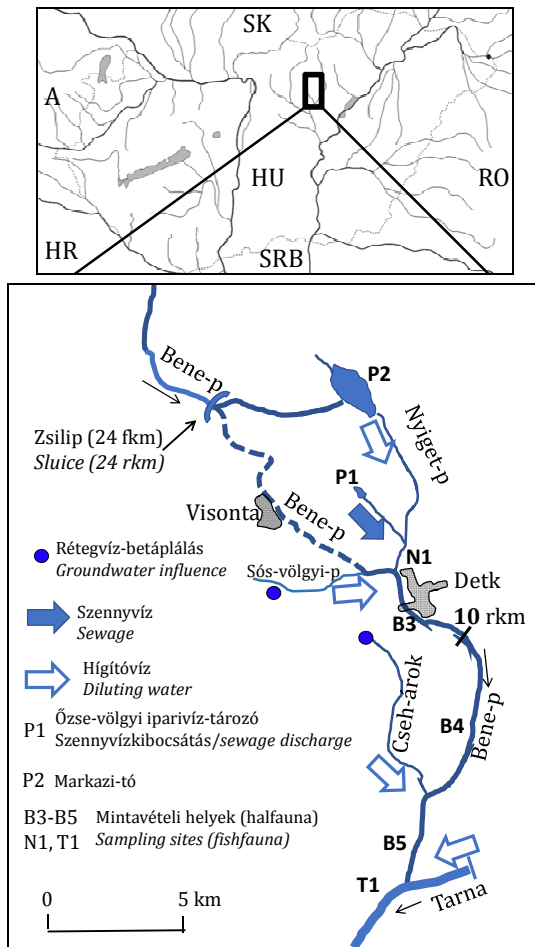 SK
A
HU
RO
HR
SRB
Bene-p
P2
Zsilip (24 fkm)
Sluice (24 rkm)
Nyiget-p
P1
Visonta
Bene-p
N1
Rétegvíz-betáplálás
Groundwater influence
Sós-völgyi-p
Detk
B3
10 rkm
Szennyvíz
Sewage
Hígítóvíz
Diluting water
Cseh-árok
B4
Bene-p
P1 Őzse-völgyi iparivíz-tározó
Szennyvízkibocsátás/sewage discharge
P2 Markazi-tó
B3-B5 Mintavételi helyek (halfauna)
N1, T1 Sampling sites (fishfauna)
B5
T1
Tarna
0 5 km